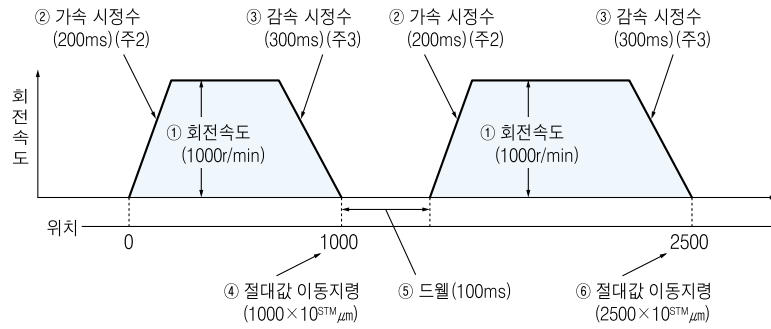 ② 가속 시정수
(200ms) (주2)
③ 감속 시정수
(300ms) (주3)
② 가속 시정수
(200ms) (주2)
③ 감속 시정수
(300ms) (주3)
회전속도
① 회전속도
(1000r/min)
① 회전속도
(1000r/min)
위치
0
1000
2500
④ 절대값 이동지령
(1000×10ˢᵀᴹ㎛)
⑤ 드웰(100ms)
⑥ 절대값 이동지령
(2500×10ˢᵀᴹ㎛)